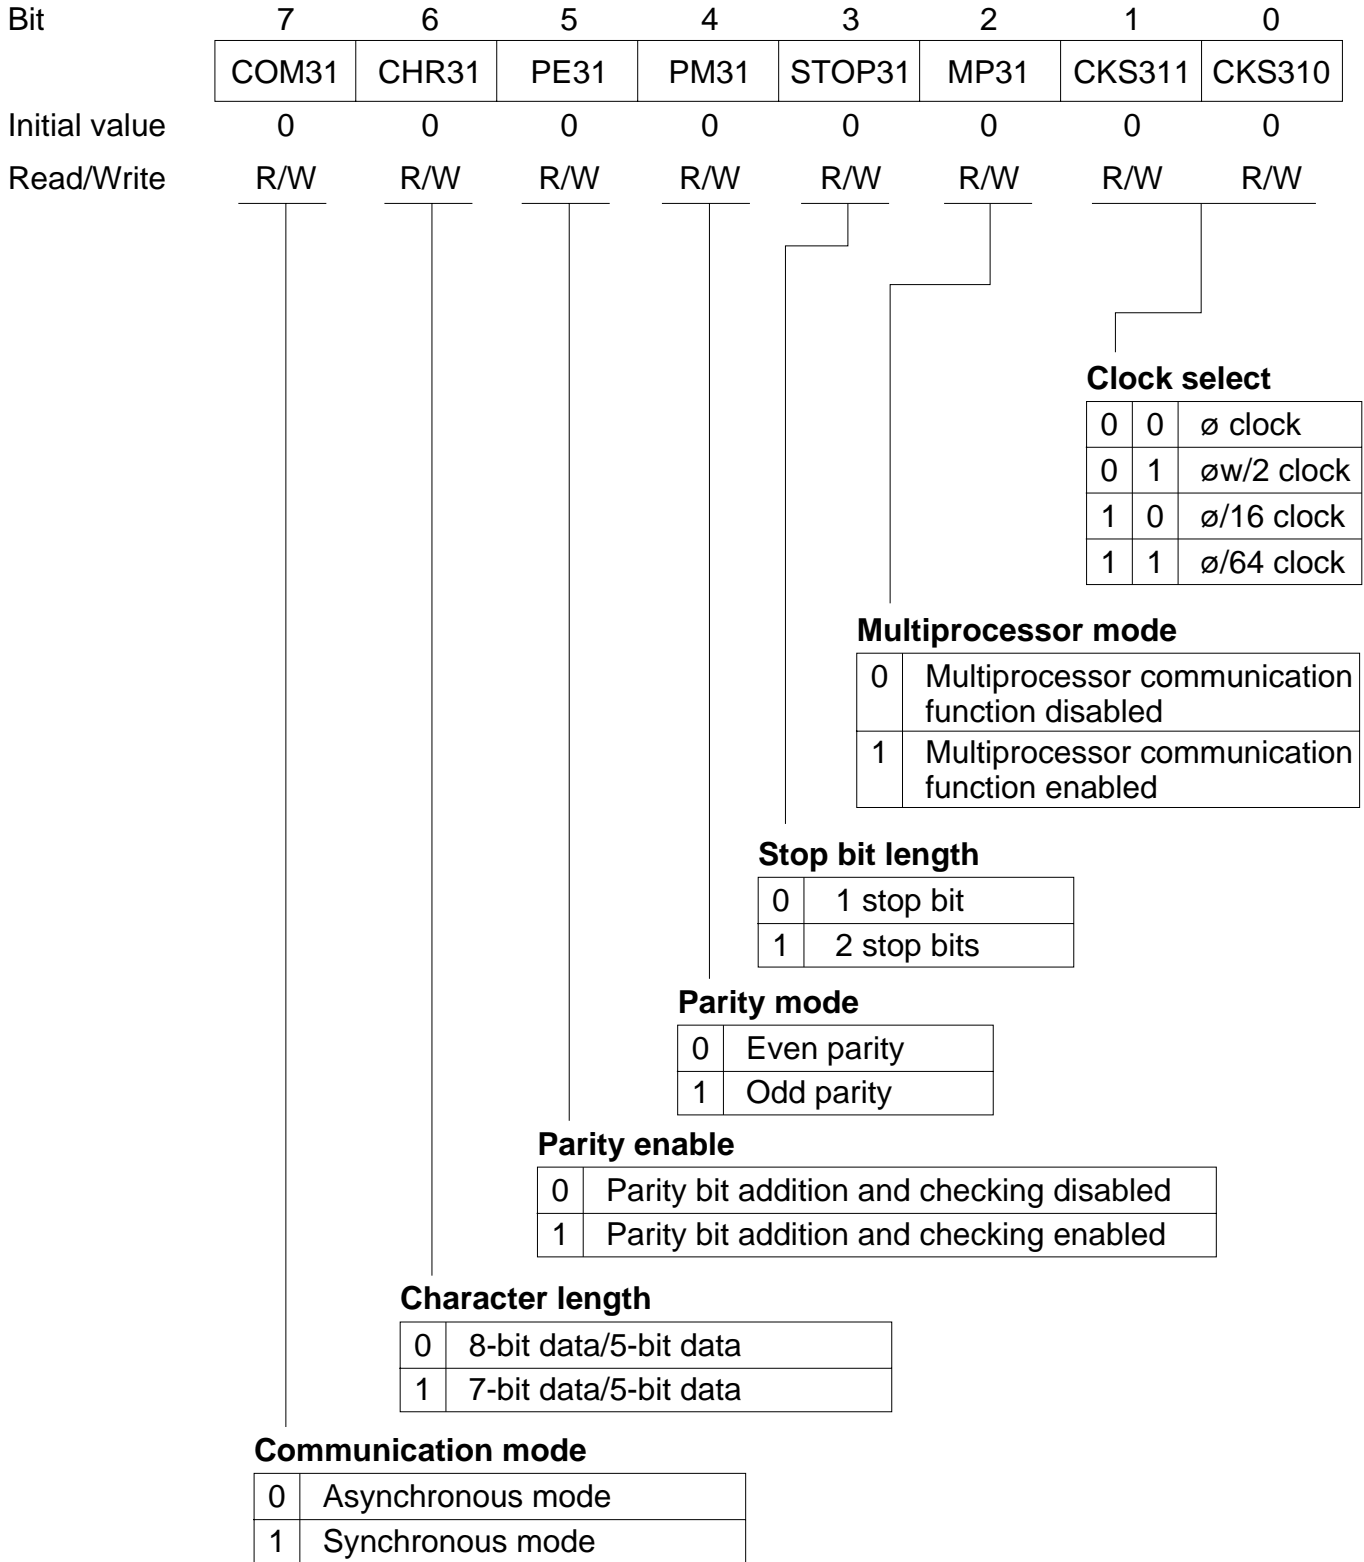 Bit 7 6 5 4 3 2 1 0
COM31 CHR31 PE31 PM31 STOP31 MP31 CKS311 CKS310
Initial value 0 0 0 0 0 0 0 0
Read/Write R/W R/W R/W R/W R/W R/W R/W R/W
Clock select
0 0 ø clock
0 1 øw/2 clock
1 0 ø/16 clock
1 1 ø/64 clock
Multiprocessor mode
0 Multiprocessor communication
function disabled
1 Multiprocessor communication
function enabled
Stop bit length
0 1 stop bit
1 2 stop bits
Parity mode
0 Even parity
1 Odd parity
Parity enable
0 Parity bit addition and checking disabled
1 Parity bit addition and checking enabled
Character length
0 8-bit data/5-bit data
1 7-bit data/5-bit data
Communication mode
0 Asynchronous mode
1 Synchronous mode